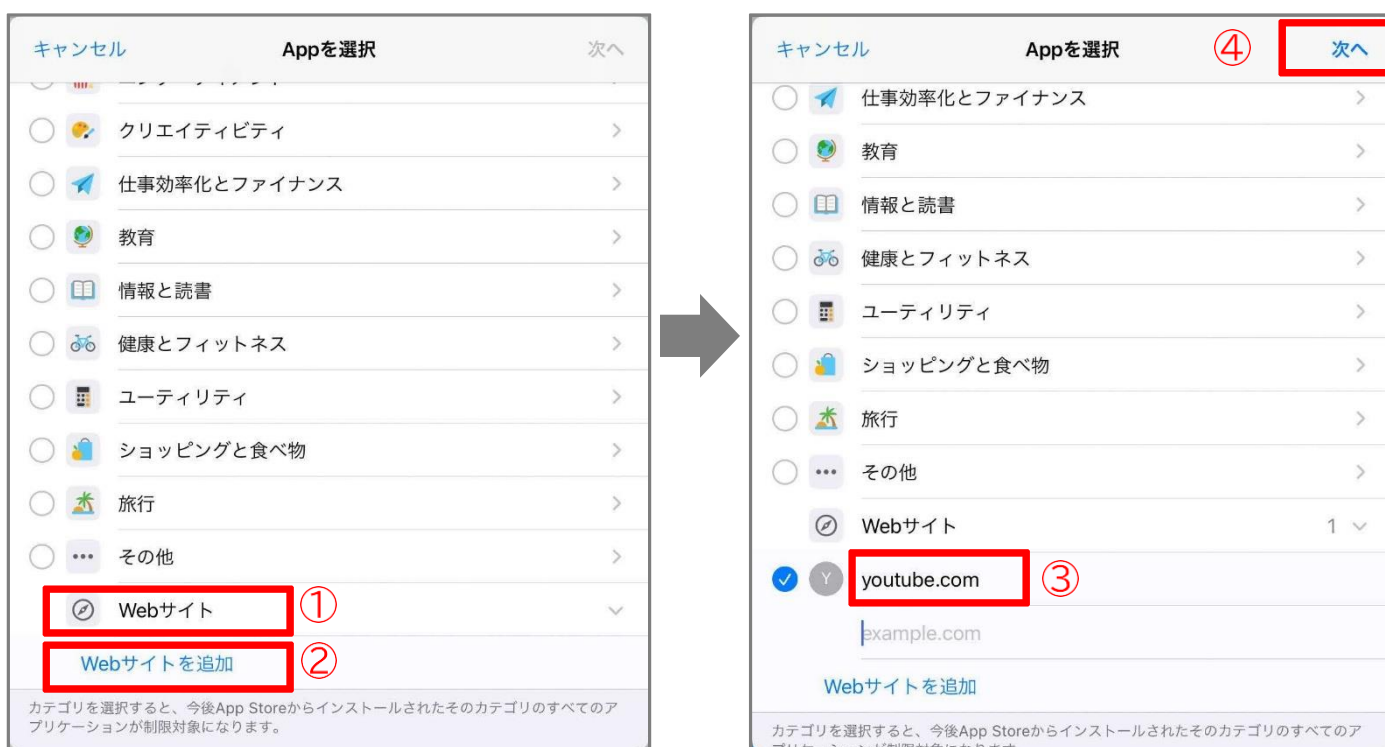 キャンセル
Appを選択
次へ
クリエイティビティ
仕事効率化とファイナンス
教育
情報と読書
健康とフィットネス
ユーティリティ
ショッピングと食べ物
旅行
その他
Webサイト
①
Webサイトを追加
②
カテゴリを選択すると、今後App Storeからインストールされたそのカテゴリのすべてのア
プリケーションが制限対象になります。
キャンセル
Appを選択
④
次へ
仕事効率化とファイナンス
教育
情報と読書
健康とフィットネス
ユーティリティ
ショッピングと食べ物
旅行
その他
Webサイト
1
Y
youtube.com
③
example.com
Webサイトを追加
カテゴリを選択すると、今後App Storeからインストールされたそのカテゴリのすべてのア